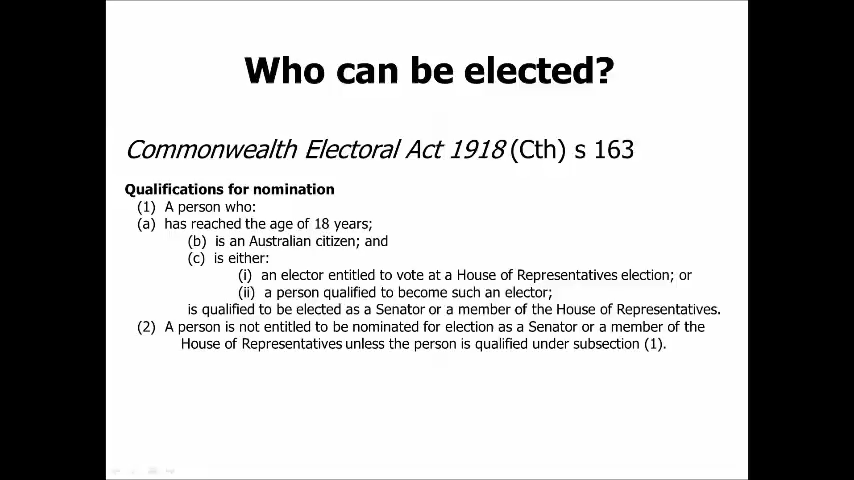 Who can be elected?
Commonwealth Electoral Act 1918 (Cth) s 163
Qualifications for nomination
(1) A person who:
(a) has reached the age of 18 years;
(b) is an Australian citizen; and
(c) is either:
(i) an elector entitled to vote at a House of Representatives election; or
(ii) a person qualified to become such an elector;
is qualified to be elected as a Senator or a member of the House of Representatives.
(2) A person is not entitled to be nominated for election as a Senator or a member of the
House of Representatives unless the person is qualified under subsection (1).